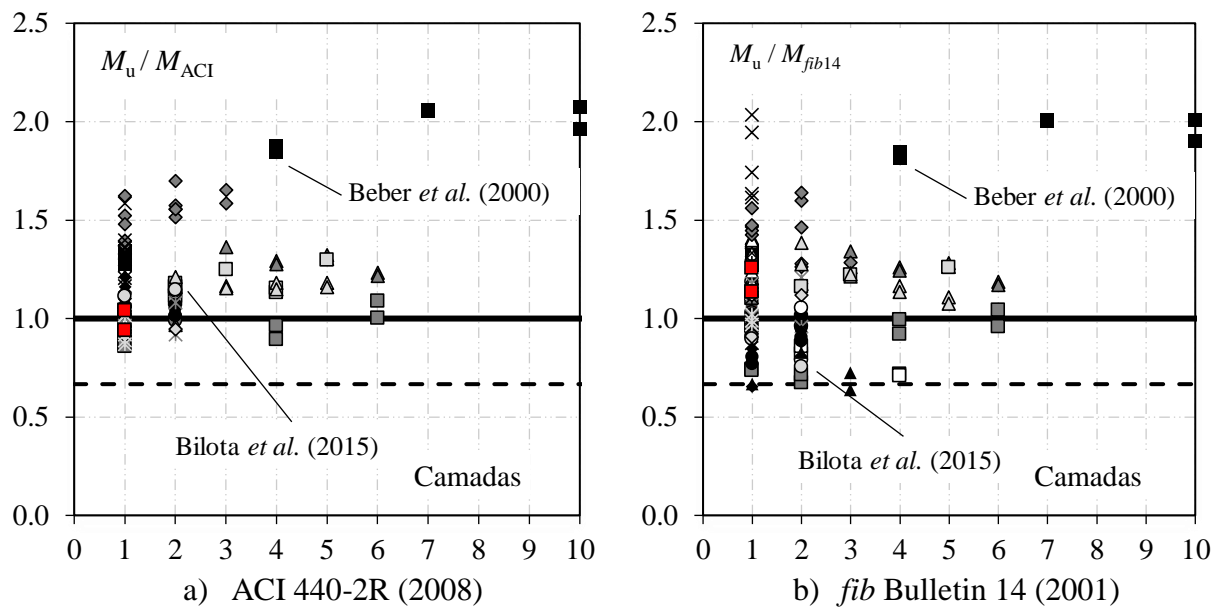 2.5
2.0
1.5
1.0
0.5
0.0
M_u / M_ACI
Beber et al. (2000)
Bilota et al. (2015)
Camadas
0 1 2 3 4 5 6 7 8 9 10
a) ACI 440-2R (2008)
2.5
2.0
1.5
1.0
0.5
0.0
M_u / M_fib14
Beber et al. (2000)
Bilota et al. (2015)
Camadas
0 1 2 3 4 5 6 7 8 9 10
b) fib Bulletin 14 (2001)